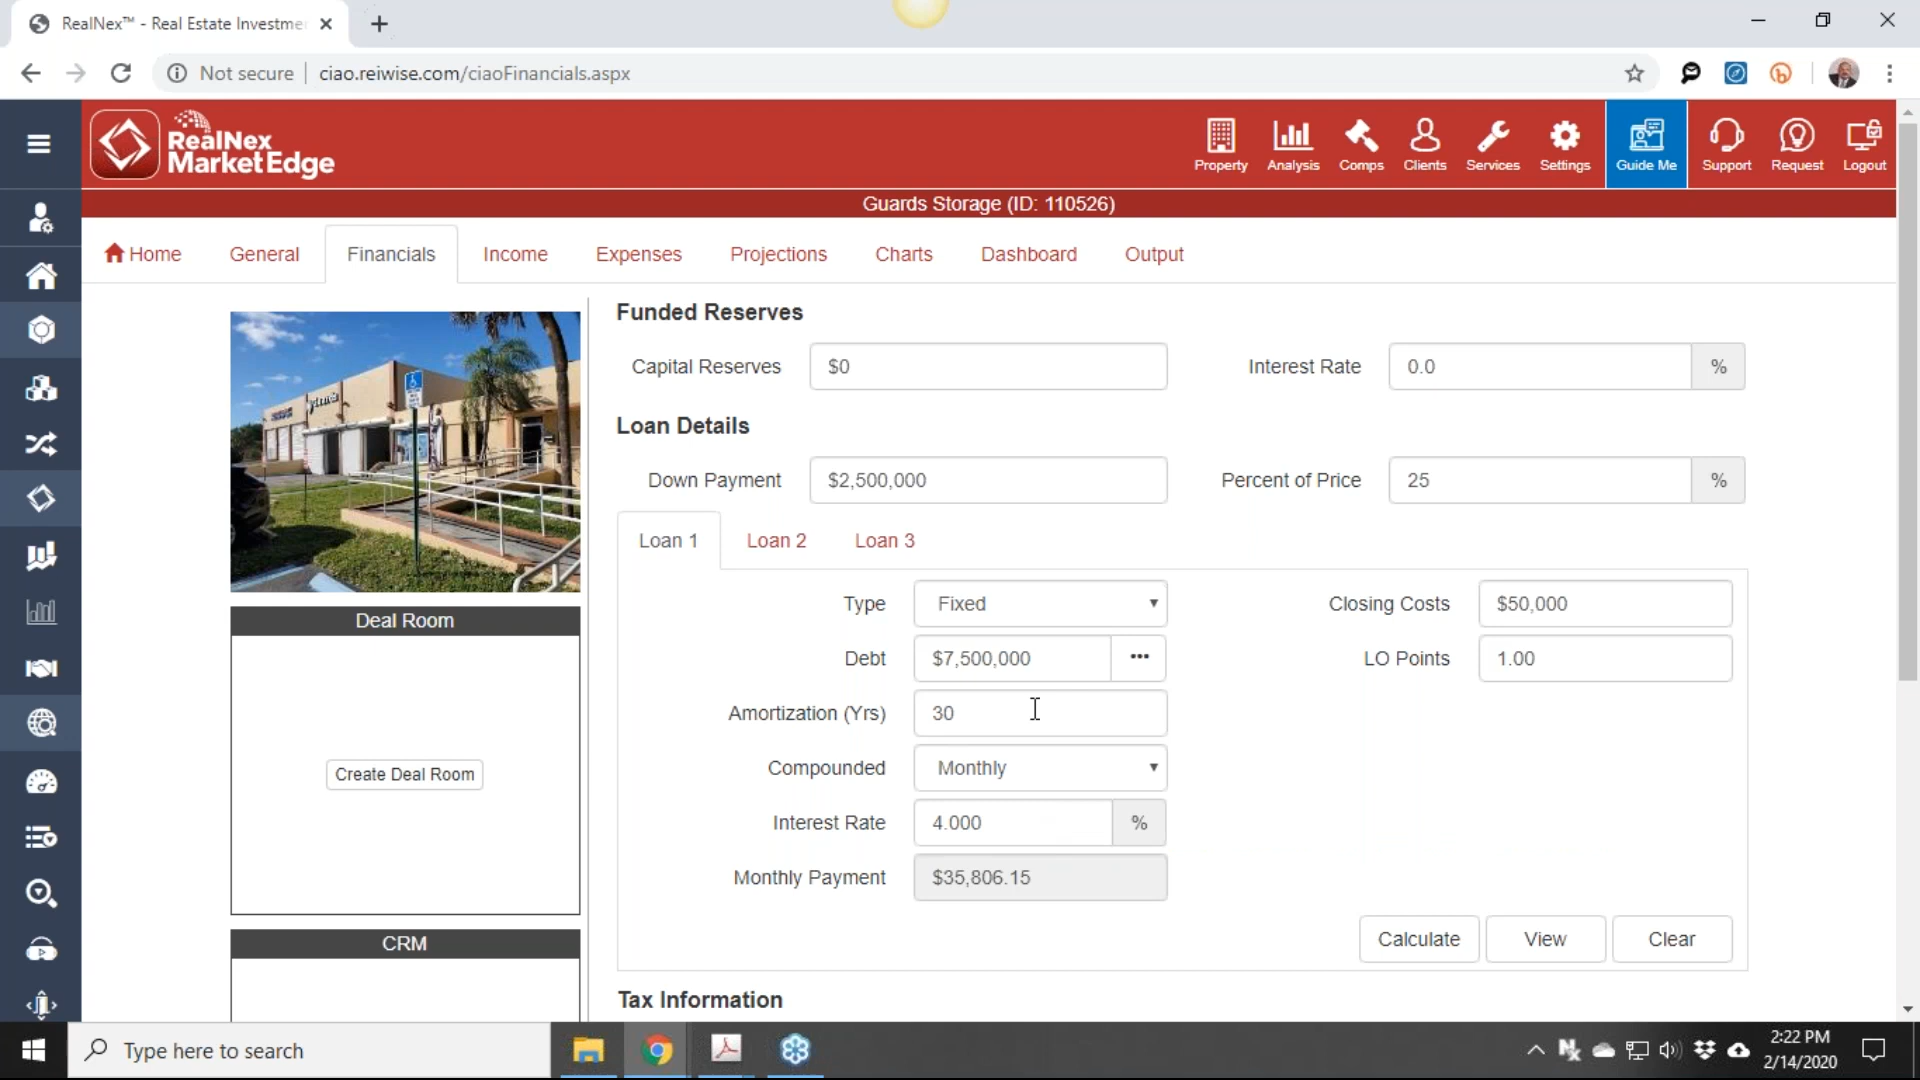 RealNex™ - Real Estate Investme
Not secure
ciao.reiwise.com/ciaoFinancials.aspx
RealNex
MarketEdge
Property
Analysis
Comps
Clients
Services
Settings
Guide Me
Support
Request
Logout
Guards Storage (ID: 110526)
Home
General
Financials
Income
Expenses
Projections
Charts
Dashboard
Output
Funded Reserves
Capital Reserves
$0
Interest Rate
0.0
%
Loan Details
Down Payment
$2,500,000
Percent of Price
25
%
Loan 1
Loan 2
Loan 3
Type
Fixed
Closing Costs
$50,000
Debt
$7,500,000
LO Points
1.00
Amortization (Yrs)
30
Compounded
Monthly
Interest Rate
4.000
%
Monthly Payment
$35,806.15
Calculate
View
Clear
Tax Information
Deal Room
Create Deal Room
CRM
Type here to search
2:22 PM
2/14/2020